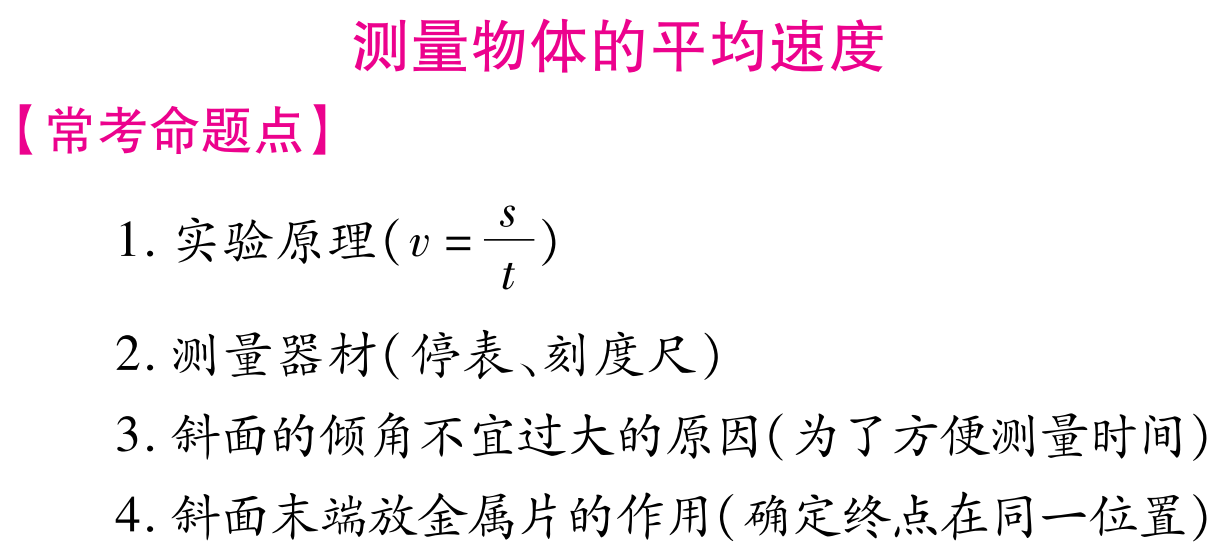 测量物体的平均速度
【常考命题点】
1. 实验原理(v=s/t)
2. 测量器材(停表、刻度尺)
3. 斜面的倾角不宜过大的原因(为了方便测量时间)
4. 斜面末端放金属片的作用(确定终点在同一位置)